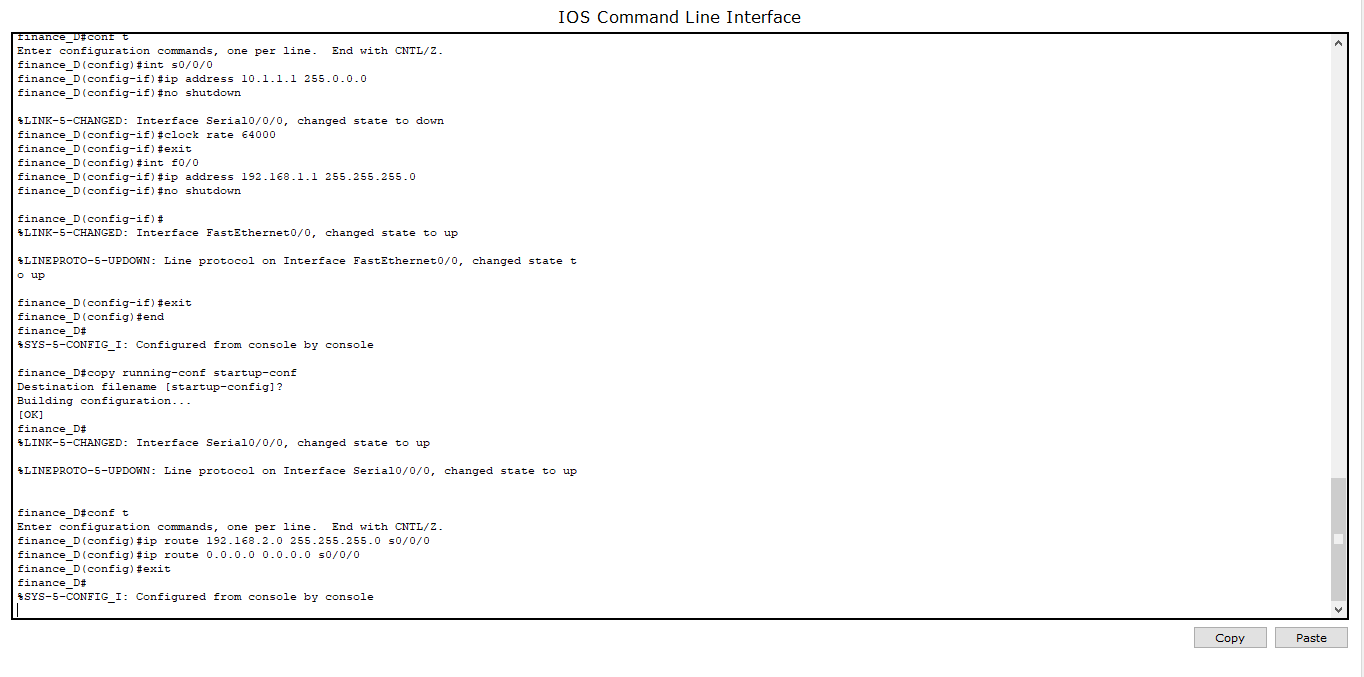 IOS Command Line Interface
finance_D#conf t
Enter configuration commands, one per line.  End with CNTL/Z.
finance_D(config)#int s0/0/0
finance_D(config-if)#ip address 10.1.1.1 255.0.0.0
finance_D(config-if)#no shutdown
%LINK-5-CHANGED: Interface Serial0/0/0, changed state to down
finance_D(config-if)#clock rate 64000
finance_D(config-if)#exit
finance_D(config)#int f0/0
finance_D(config-if)#ip address 192.168.1.1 255.255.255.0
finance_D(config-if)#no shutdown
finance_D(config-if)#
%LINK-5-CHANGED: Interface FastEthernet0/0, changed state to up
%LINEPROTO-5-UPDOWN: Line protocol on Interface FastEthernet0/0, changed state t
o up
finance_D(config-if)#exit
finance_D(config)#end
finance_D#
%SYS-5-CONFIG_I: Configured from console by console
finance_D#copy running-conf startup-conf
Destination filename [startup-config]?
Building configuration...
[OK]
finance_D#
%LINK-5-CHANGED: Interface Serial0/0/0, changed state to up
%LINEPROTO-5-UPDOWN: Line protocol on Interface Serial0/0/0, changed state to up
finance_D#conf t
Enter configuration commands, one per line.  End with CNTL/Z.
finance_D(config)#ip route 192.168.2.0 255.255.255.0 s0/0/0
finance_D(config)#ip route 0.0.0.0 0.0.0.0 s0/0/0
finance_D(config)#exit
finance_D#
%SYS-5-CONFIG_I: Configured from console by console
Copy
Paste